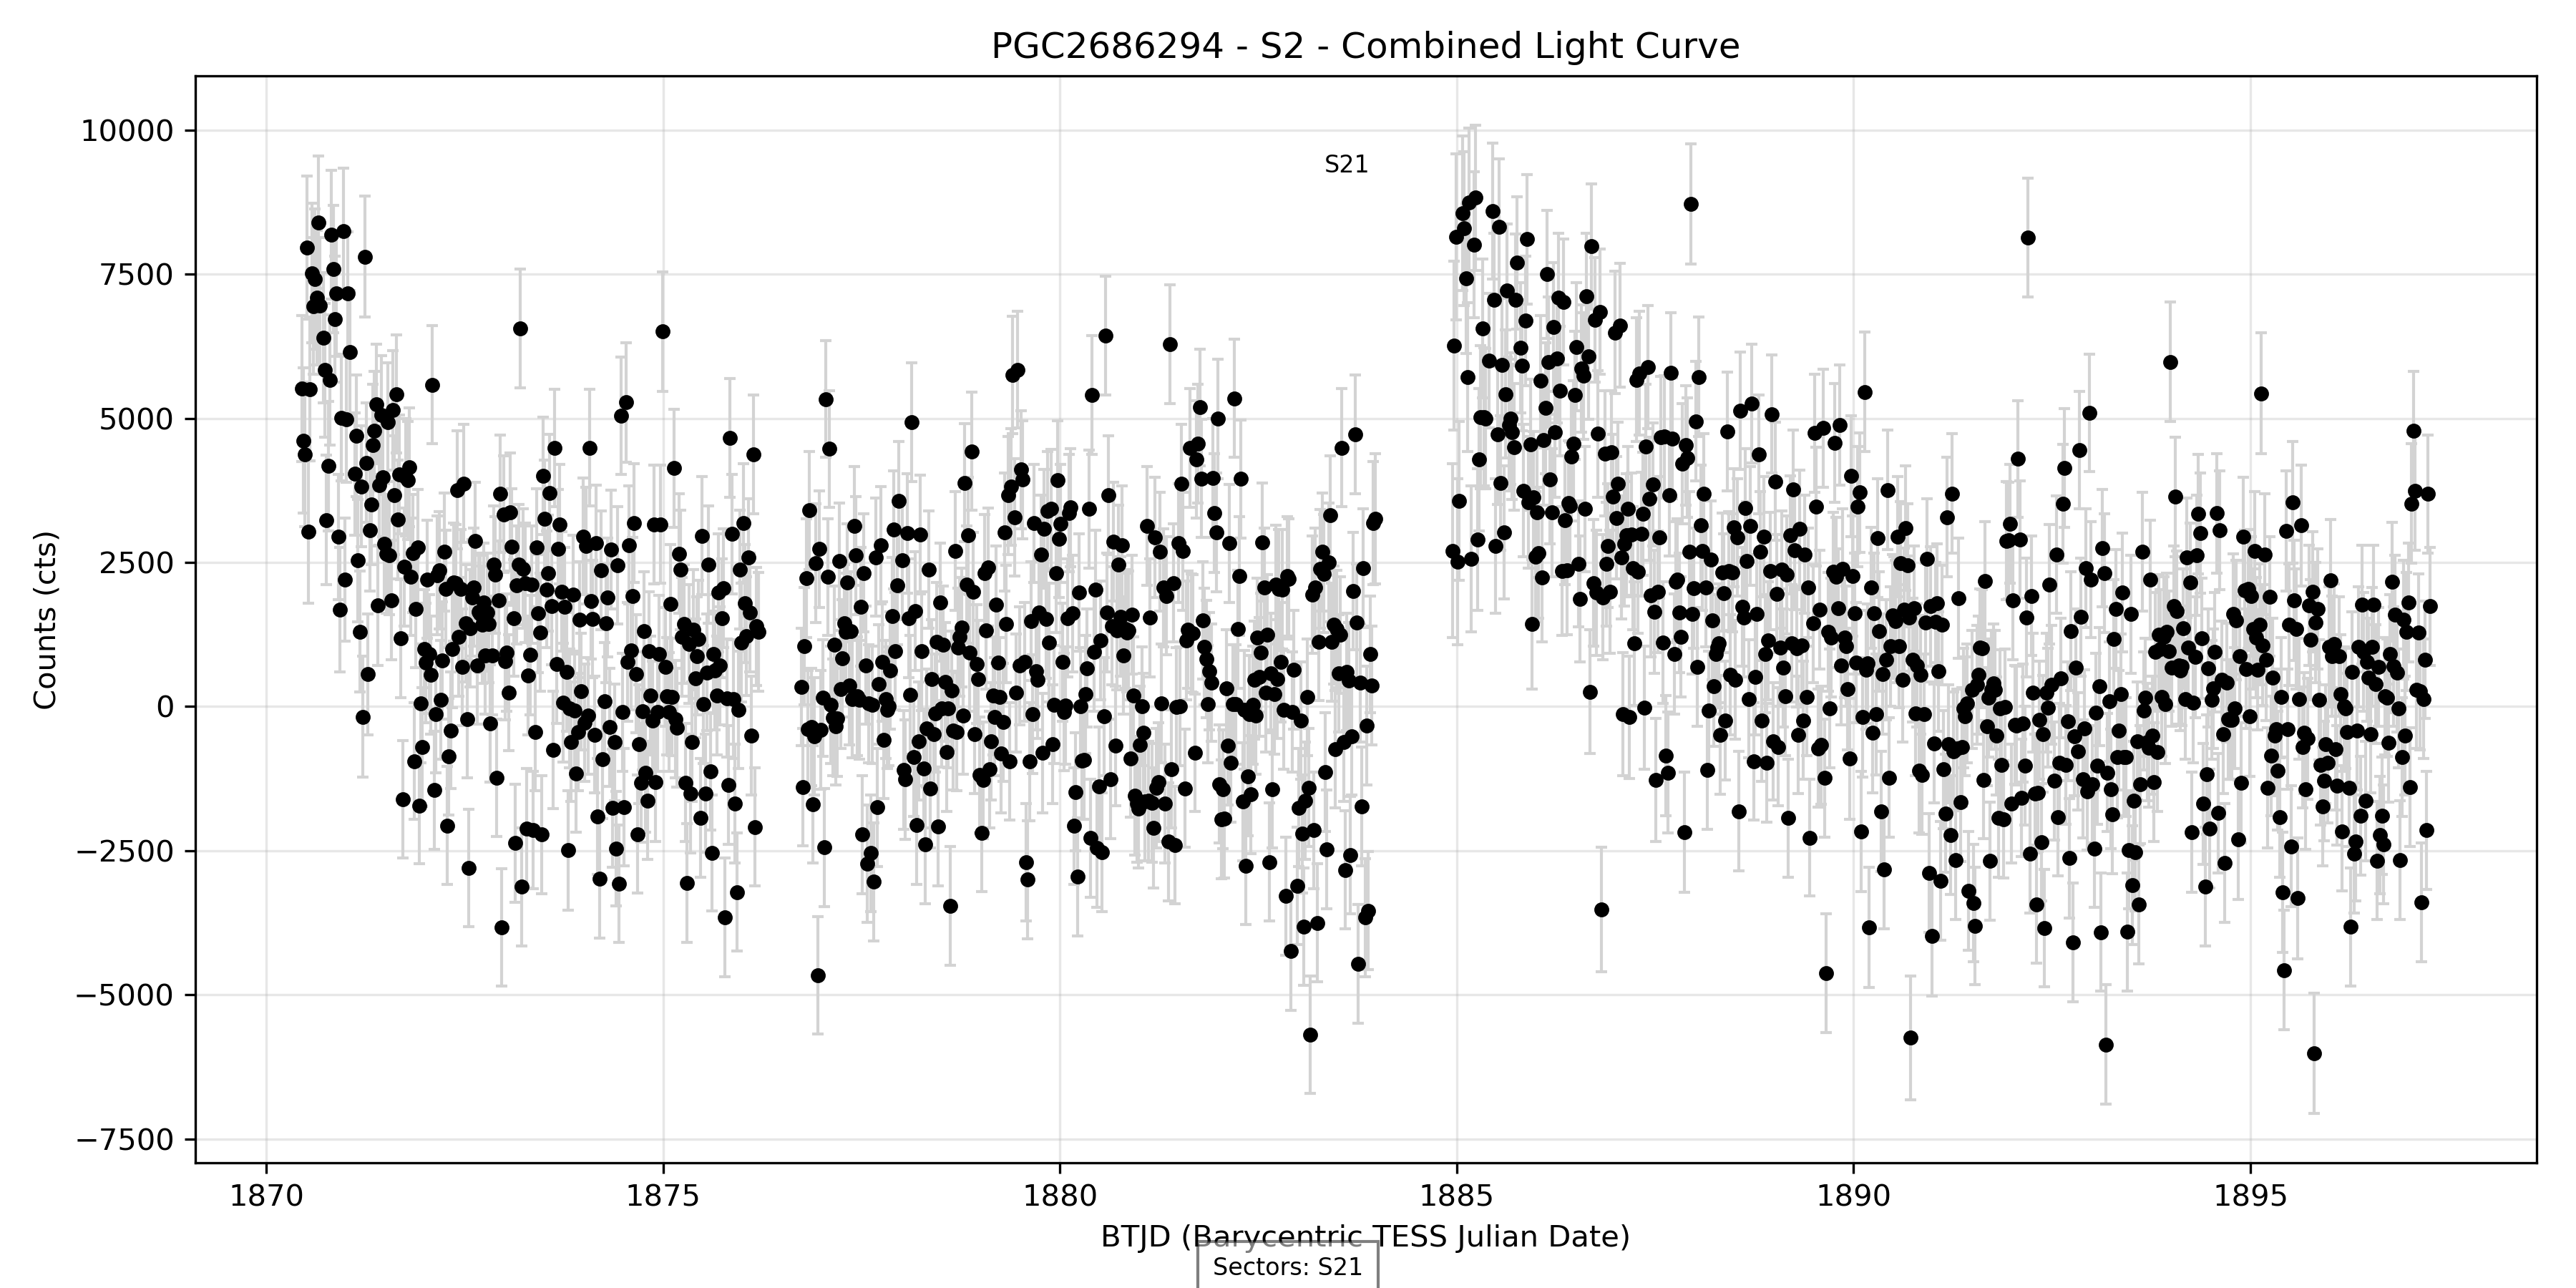 PGC2686294 - S2 - Combined Light Curve
Counts (cts)
10000
7500
5000
2500
0
−2500
−5000
−7500
S21
1870 1875 1880 1885 1890 1895
BTJD (Barycentric TESS Julian Date)
Sectors: S21